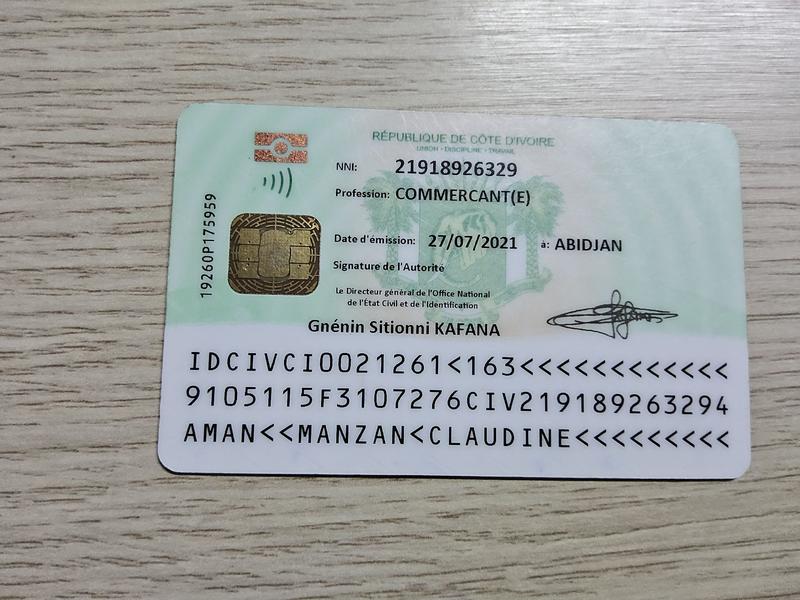 RÉPUBLIQUE DE CÔTE D'IVOIRE
UNION - DISCIPLINE - TRAVAIL
NNI: 21918926329
Profession: COMMERCANT(E)
19260P175959
Date d'émission: 27/07/2021 à: ABIDJAN
Signature de l'Autorité
Le Directeur général de l'Office National
de l'État Civil et de l'Identification
Gnénin Sitionni KAFANA
IDCIVCI0021261<163<<<<<<<<<<<<
9105115F3107276CIV219189263294
AMAN<<MANZAN<CLAUDINE<<<<<<<<<